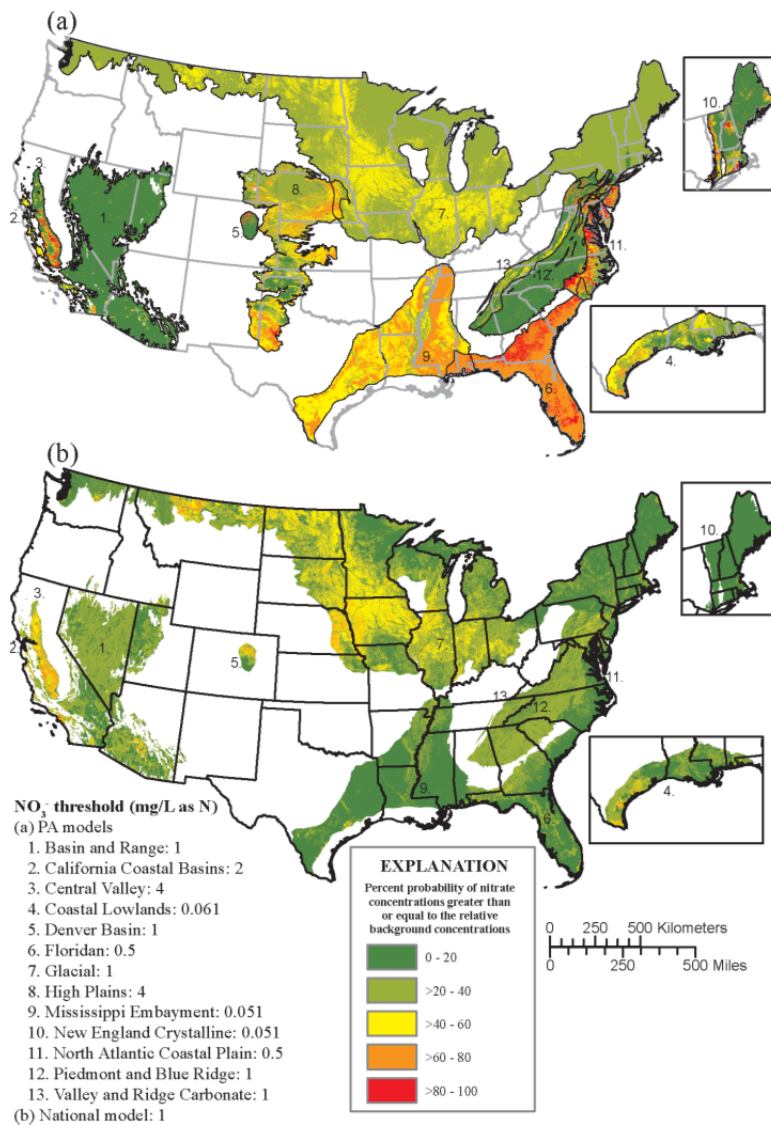 (a)
10.
3.
8
2.
1.
7.
5.
11.
13.
12.
9
6.
4.
(b)
10.
3.
2.
1.
7.
5.
11.
13.
12.
9
6.
4.
NO3- threshold (mg/L as N)
(a) PA models
1. Basin and Range: 1
2. California Coastal Basins: 2
3. Central Valley: 4
4. Coastal Lowlands: 0.061
5. Denver Basin: 1
6. Floridan: 0.5
7. Glacial: 1
8. High Plains: 4
9. Mississippi Embayment: 0.051
10. New England Crystalline: 0.051
11. North Atlantic Coastal Plain: 0.5
12. Piedmont and Blue Ridge: 1
13. Valley and Ridge Carbonate: 1
(b) National model: 1
EXPLANATION
Percent probability of nitrate
concentrations greater than
or equal to the relative
background concentrations
0 - 20
>20 - 40
>40 - 60
>60 - 80
>80 - 100
0 250 500 Kilometers
0 250 500 Miles